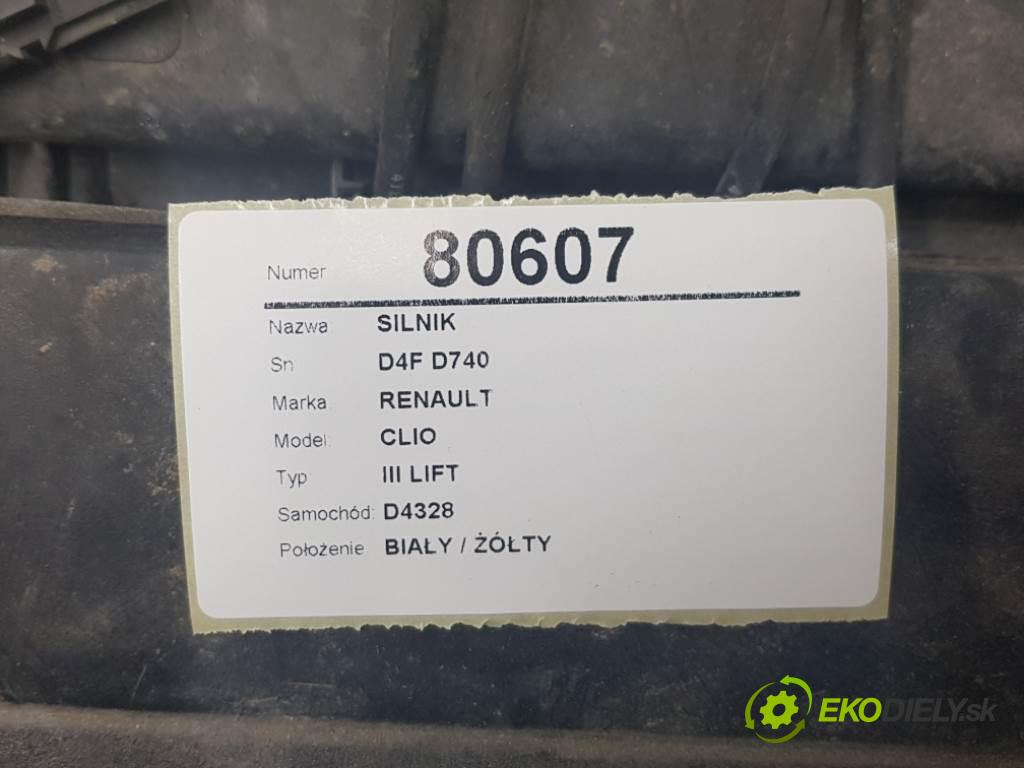 Numer 80607
Nazwa SILNIK
Sn D4F D740
Marka RENAULT
Model: CLIO
Typ III LIFT
Samochód: D4328
Położenie BIAŁY / ŻÓŁTY
EKODIELY.sk